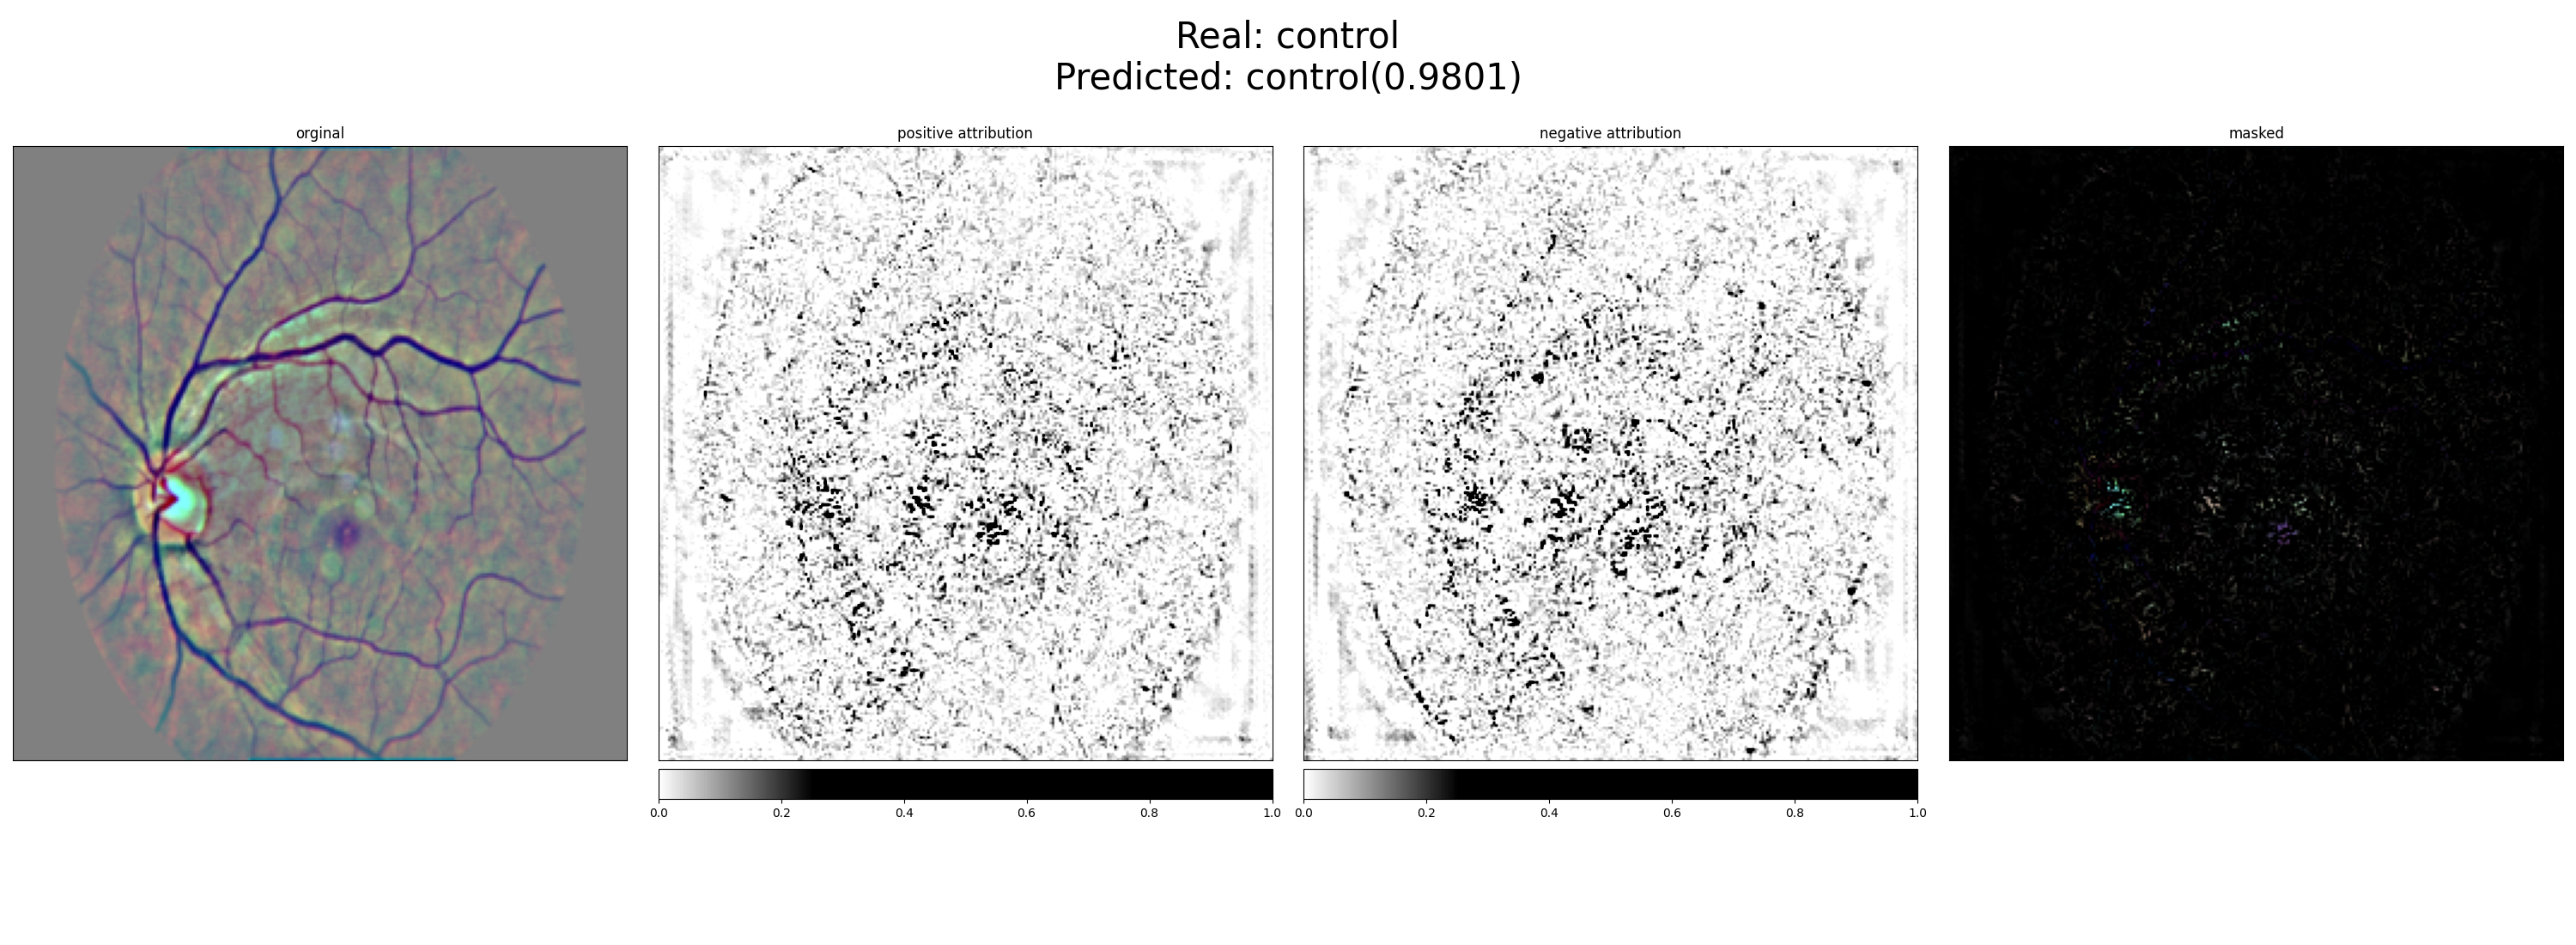 Real: control
Predicted: control(0.9801)
orginal
positive attribution
negative attribution
masked
0.0 0.2 0.4 0.6 0.8 1.0
0.0 0.2 0.4 0.6 0.8 1.0